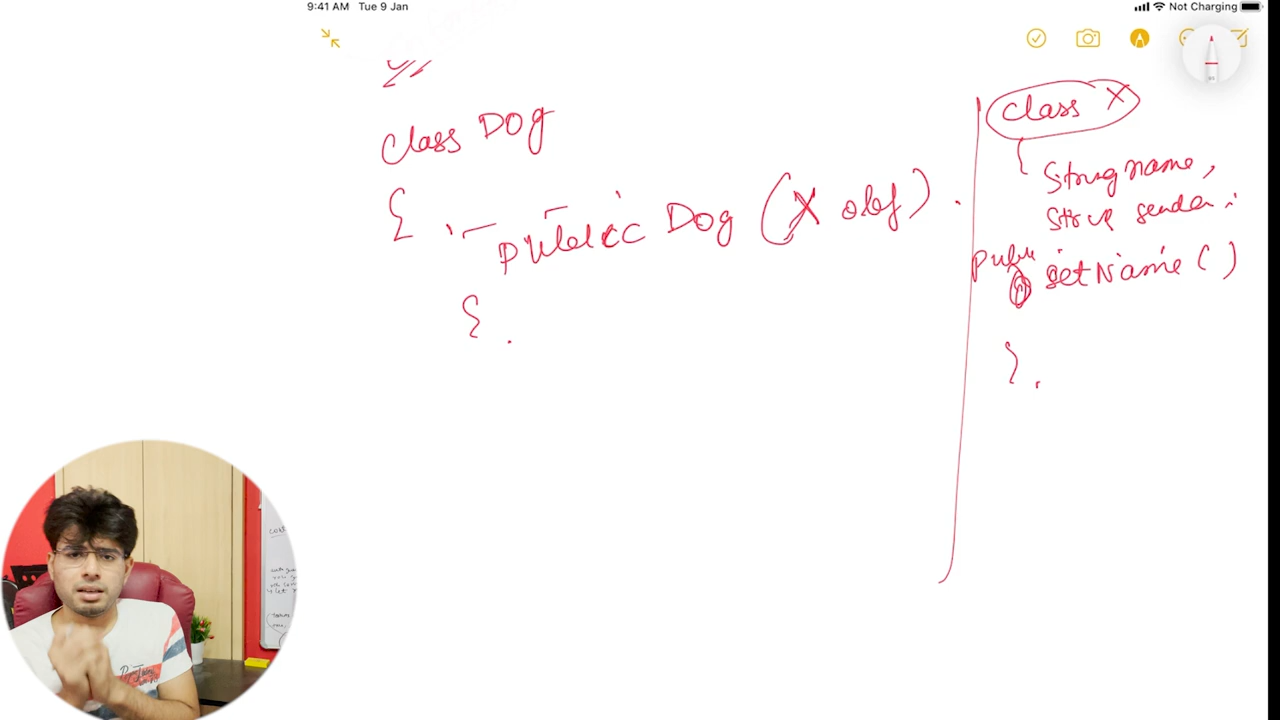 9:41 AM Tue 9 Jan
Not Charging
class Dog
{
public Dog (X obj)
{
class X
{
String name,
String gender;
public
setName ( )
}